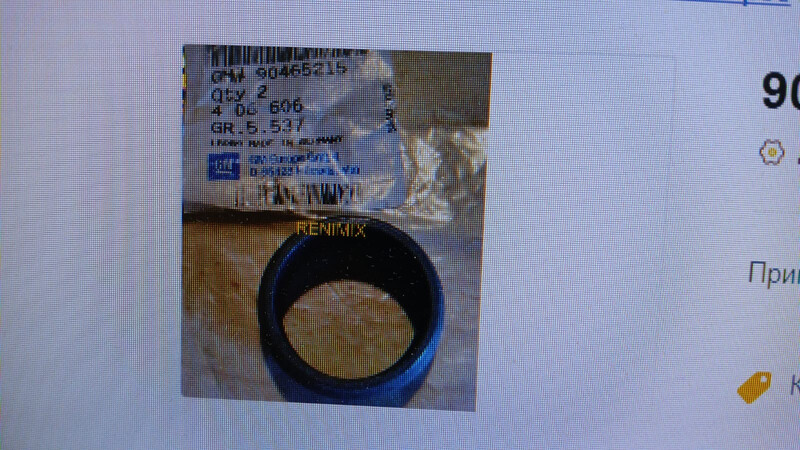 GMW 90465215
Qty 2
4 06 606
GR.5.537
MADE IN GERMANY
GM
GM Europe GmbH
RENIMIX
90
При
К